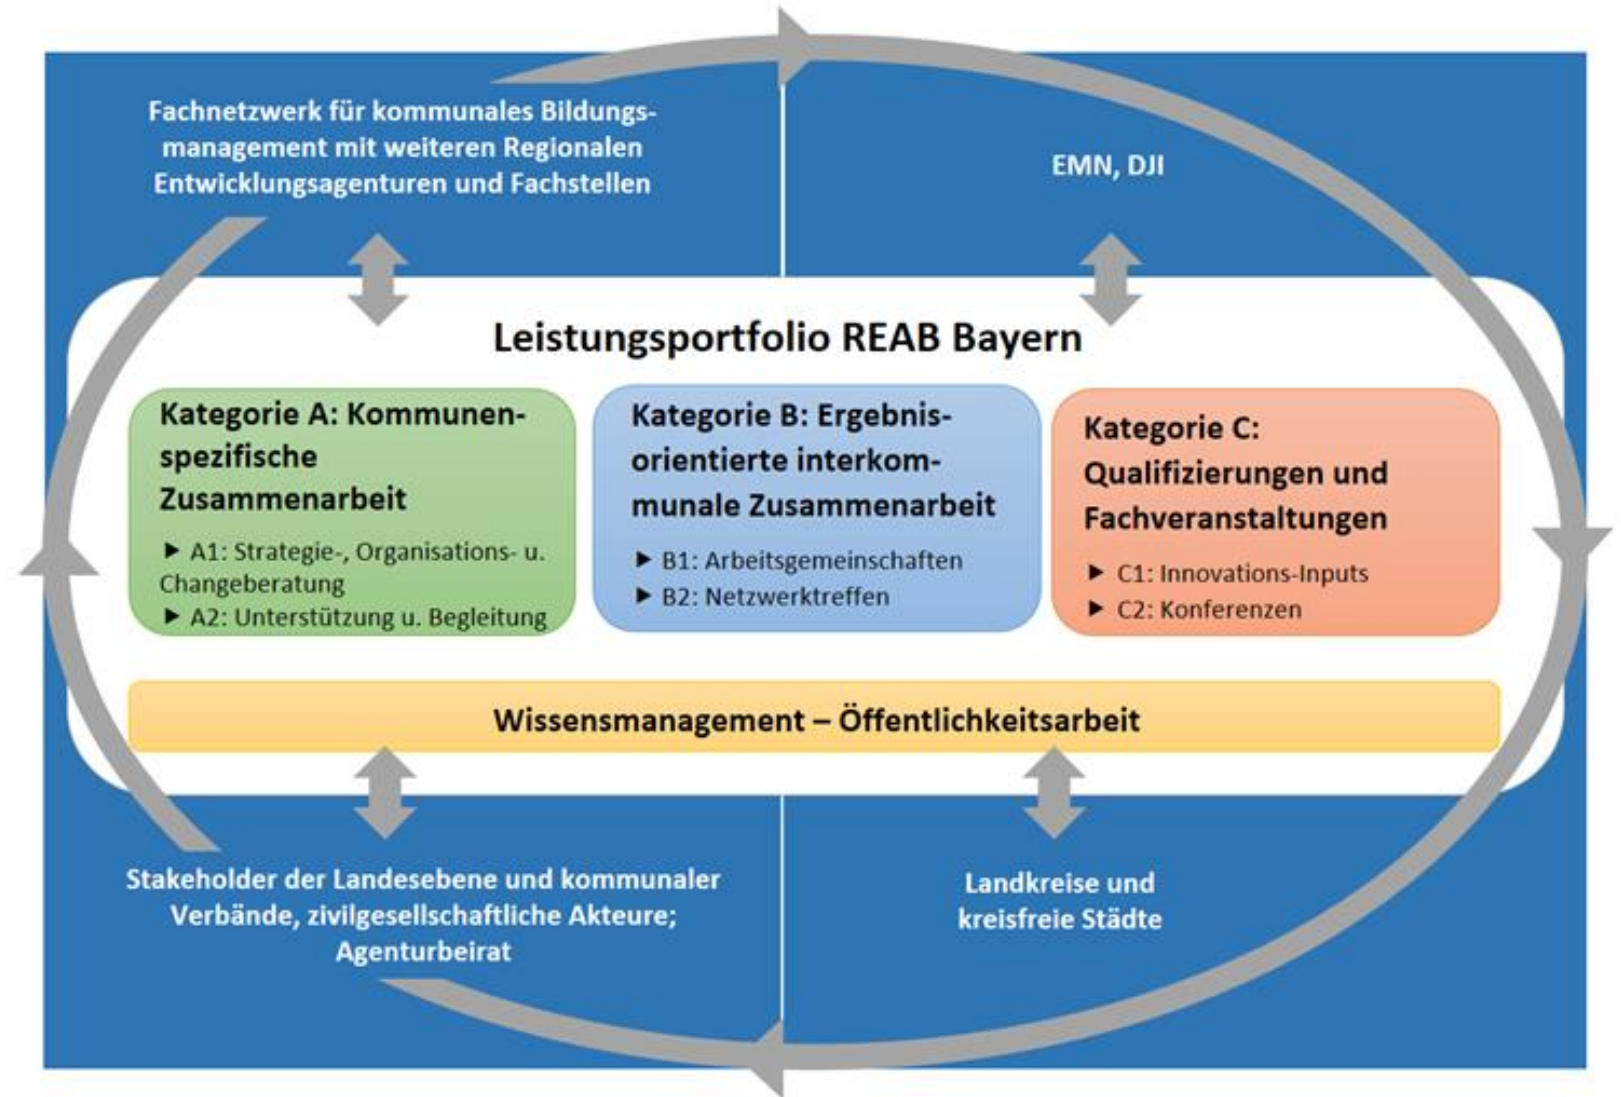 Fachnetzwerk für kommunales Bildungs-
management mit weiteren Regionalen
Entwicklungsagenturen und Fachstellen
EMN, DJI
Leistungsportfolio REAB Bayern
Kategorie A: Kommunen-
spezifische
Zusammenarbeit
▶ A1: Strategie-, Organisations- u.
Changeberatung
▶ A2: Unterstützung u. Begleitung
Kategorie B: Ergebnis-
orientierte interkom-
munale Zusammenarbeit
▶ B1: Arbeitsgemeinschaften
▶ B2: Netzwerktreffen
Kategorie C:
Qualifizierungen und
Fachveranstaltungen
▶ C1: Innovations-Inputs
▶ C2: Konferenzen
Wissensmanagement – Öffentlichkeitsarbeit
Stakeholder der Landesebene und kommunaler
Verbände, zivilgesellschaftliche Akteure;
Agenturbeirat
Landkreise und
kreisfreie Städte